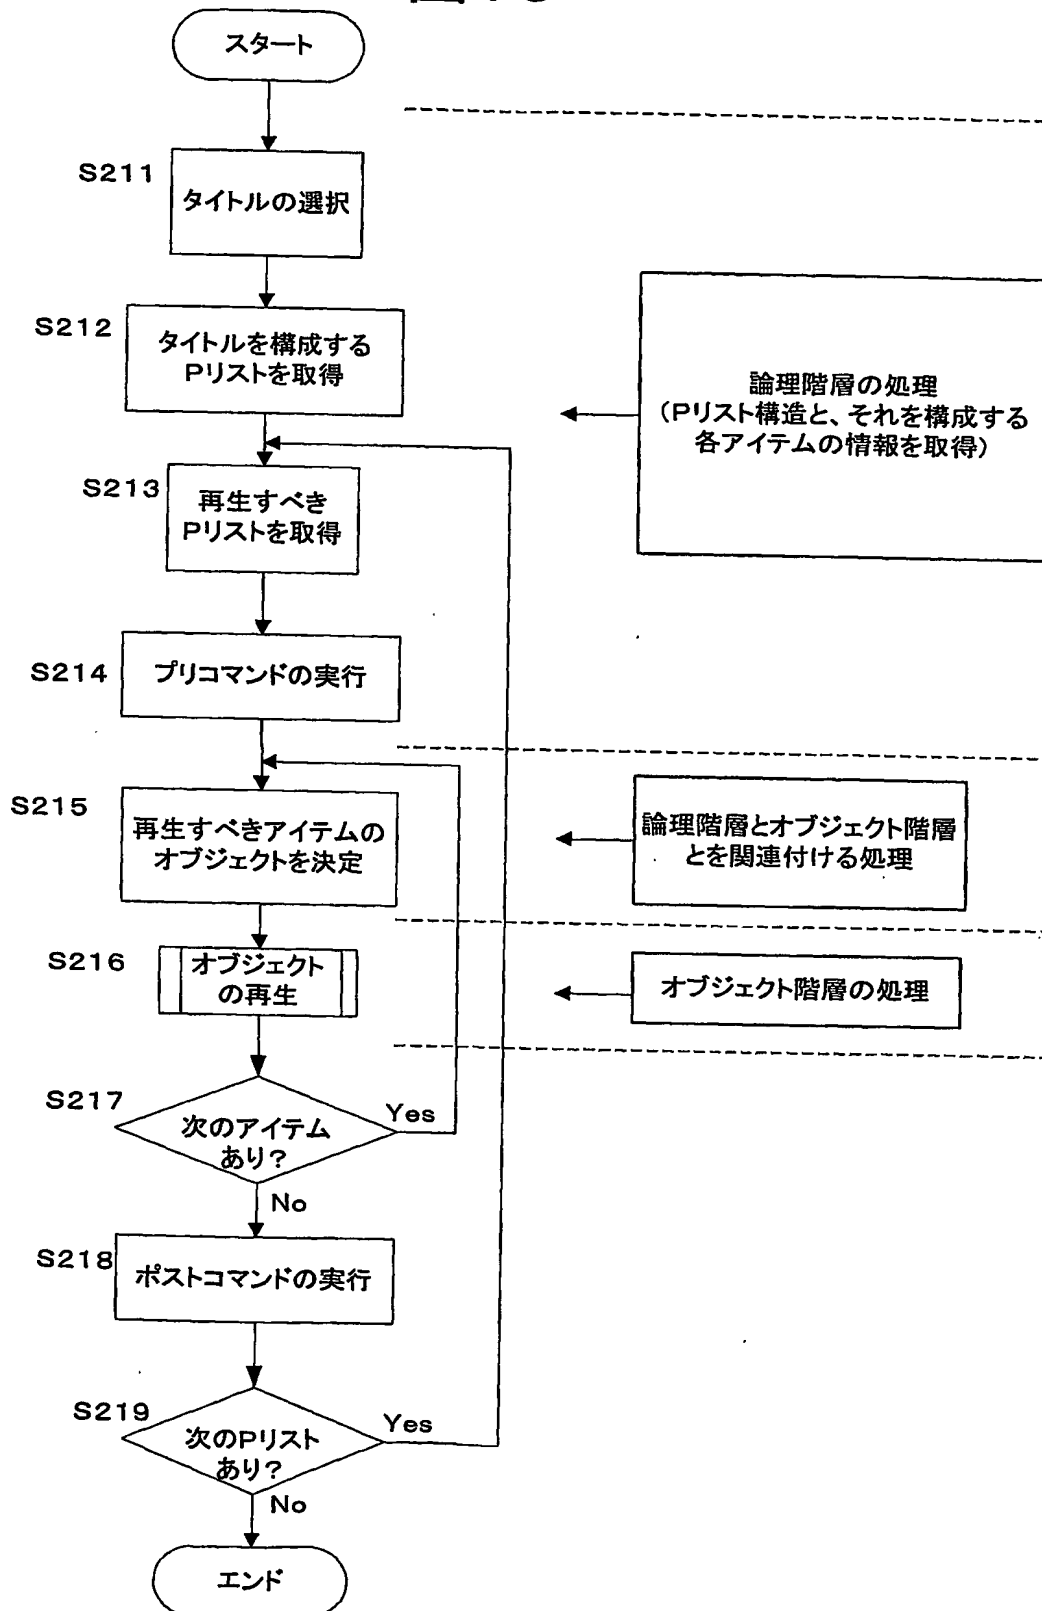 スタート
S211
タイトルの選択
S212
タイトルを構成する
Pリストを取得
論理階層の処理
(Pリスト構造と、それを構成する
各アイテムの情報を取得)
S213
再生すべき
Pリストを取得
S214
プリコマンドの実行
S215
再生すべきアイテムの
オブジェクトを決定
論理階層とオブジェクト階層
とを関連付ける処理
S216
オブジェクト
の再生
オブジェクト階層の処理
S217
次のアイテム
あり?
Yes
No
S218
ポストコマンドの実行
S219
次のPリスト
あり?
Yes
No
エンド